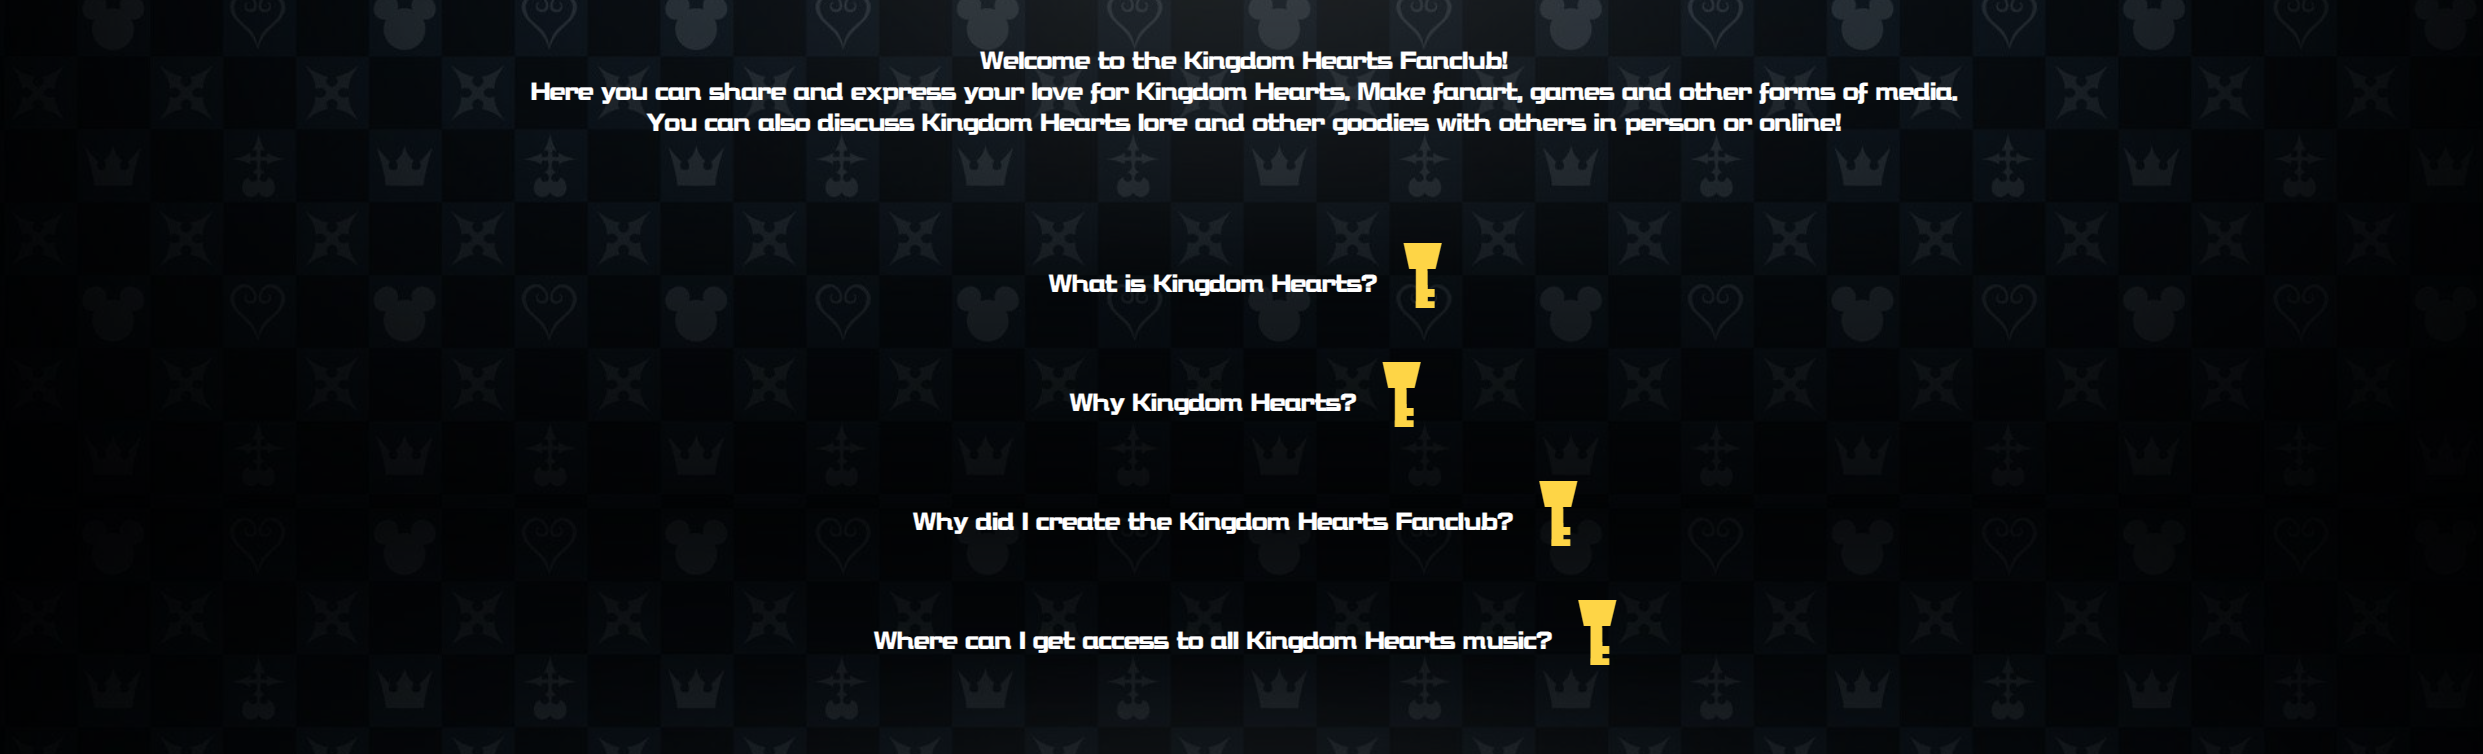 Welcome to the Kingdom Hearts Fanclub!
Here you can share and express your love for Kingdom Hearts. Make fanart, games and other forms of media.
You can also discuss Kingdom Hearts lore and other goodies with others in person or online!
What is Kingdom Hearts?
Why Kingdom Hearts?
Why did I create the Kingdom Hearts Fanclub?
Where can I get access to all Kingdom Hearts music?